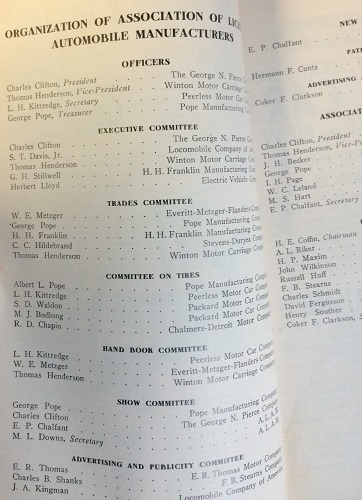 ORGANIZATION OF ASSOCIATION OF
AUTOMOBILE MANUFACTURERS
OFFICERS
Charles Clifton, President . . . The George N. Pierce
Thomas Henderson, Vice-President . . . Winton Motor Carriage
L. H. Kittredge, Secretary . . . Peerless Motor Car
George Pope, Treasurer . . . Pope Manufacturing
EXECUTIVE COMMITTEE
Charles Clifton . . . The George N. Pierce
S. T. Davis, Jr. . . . Locomobile Company of
Thomas Henderson . . . Winton Motor Carriage
G. H. Stillwell . . . H. H. Franklin Manufacturing
Herbert Lloyd . . . Electric Vehicle
TRADES COMMITTEE
W. E. Metzger . . . Everitt-Metzger-Flanders
George Pope . . . Pope Manufacturing
H. H. Franklin . . . H. H. Franklin Manufacturing
C. C. Hildebrand . . . Stevens-Duryea
Thomas Henderson . . . Winton Motor Carriage
COMMITTEE ON TIRES
Albert L. Pope . . . Pope Manufacturing
L. H. Kittredge . . . Peerless Motor Car
S. D. Waldon . . . Packard Motor Car
M. J. Budlong . . . Packard Motor Car
R. D. Chapin . . . Chalmers-Detroit Motor
HAND BOOK COMMITTEE
L. H. Kittredge . . . Peerless Motor Car
W. E. Metzger . . . Everitt-Metzger-Flanders
Thomas Henderson . . . Winton Motor Carriage
SHOW COMMITTEE
George Pope . . . Pope Manufacturing
Charles Clifton . . . The George N. Pierce
E. P. Chalfant . . . A.L.A.M.
M. L. Downs, Secretary . . . A.L.A.M.
ADVERTISING AND PUBLICITY COMMITTEE
E. R. Thomas . . . E. R. Thomas Motor
Charles B. Shanks . . . F. B. Stearns Company
J. A. Kingman . . . Locomobile Company of America
NEW
E. P. Chalfant
Hermann F. Cuntz
ADVERTISING
Coker F. Clarkson
Charles Clifton, President
Thomas Henderson,
J. H. Becker
George Pope
I. H. Page
W. C. Leland
M. S. Hart
E. P. Chalfant, Secretary
H. E. Coffin, Chairman
A. L. Riker
H. P. Maxim
John Wilkinson
Russell Huff
F. B. Stearns
Charles Schmidt
David Fergusson
Henry Souther
Coker F. Clarkson,